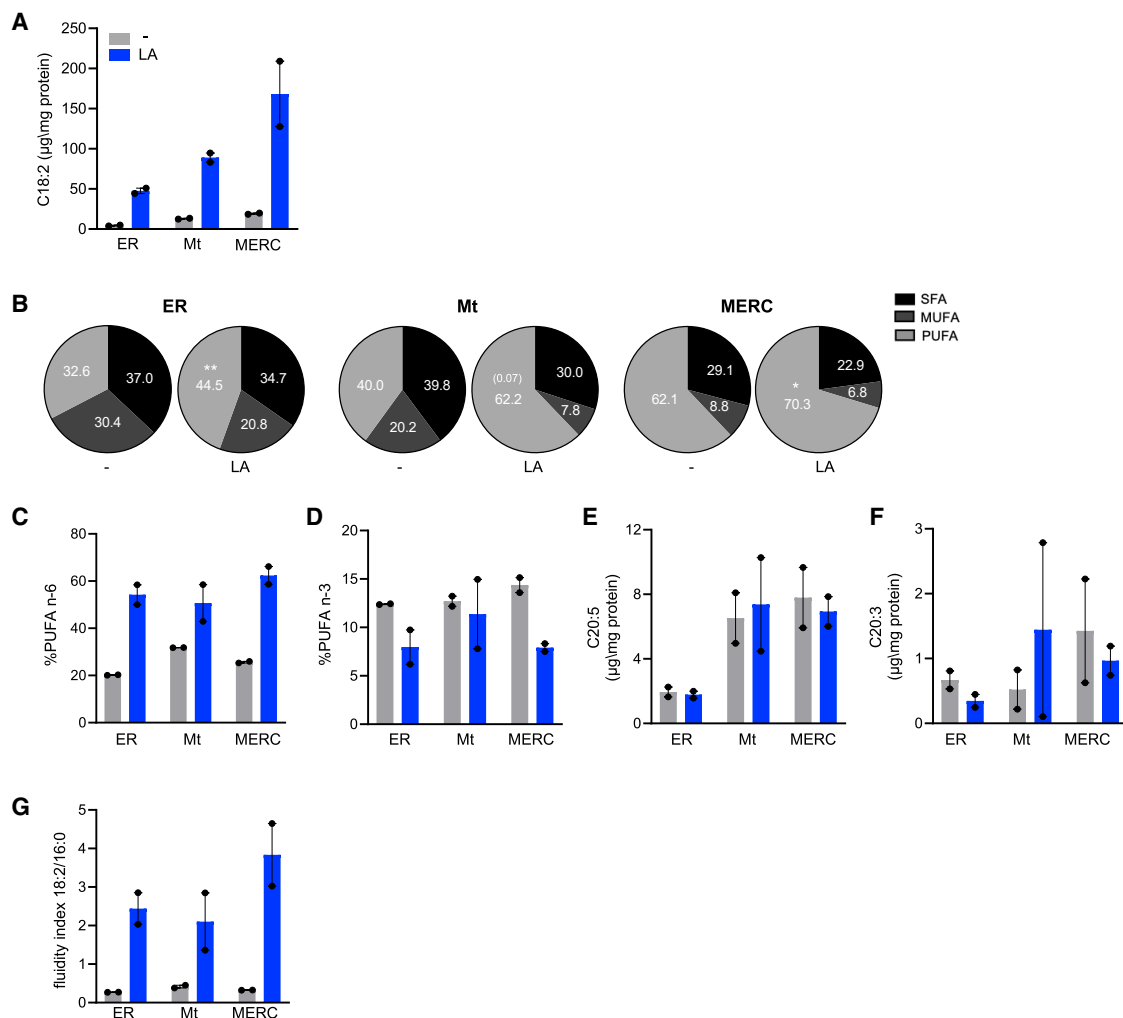 A
C18:2 (µg\mg protein)
250
200
150
100
50
0
-
LA
ER Mt MERC
B
ER Mt MERC
SFA
MUFA
PUFA
32.6 37.0 30.4
** 44.5 34.7 20.8
40.0 39.8 20.2
(0.07) 62.2 30.0 7.8
62.1 29.1 8.8
* 70.3 22.9 6.8
- LA - LA - LA
C
%PUFA n-6
80
60
40
20
0
ER Mt MERC
D
%PUFA n-3
20
15
10
5
0
ER Mt MERC
E
C20:5
(µg\mg protein)
12
8
4
0
ER Mt MERC
F
C20:3
(µg\mg protein)
3
2
1
0
ER Mt MERC
G
fluidity index 18:2/16:0
5
4
3
2
1
0
ER Mt MERC